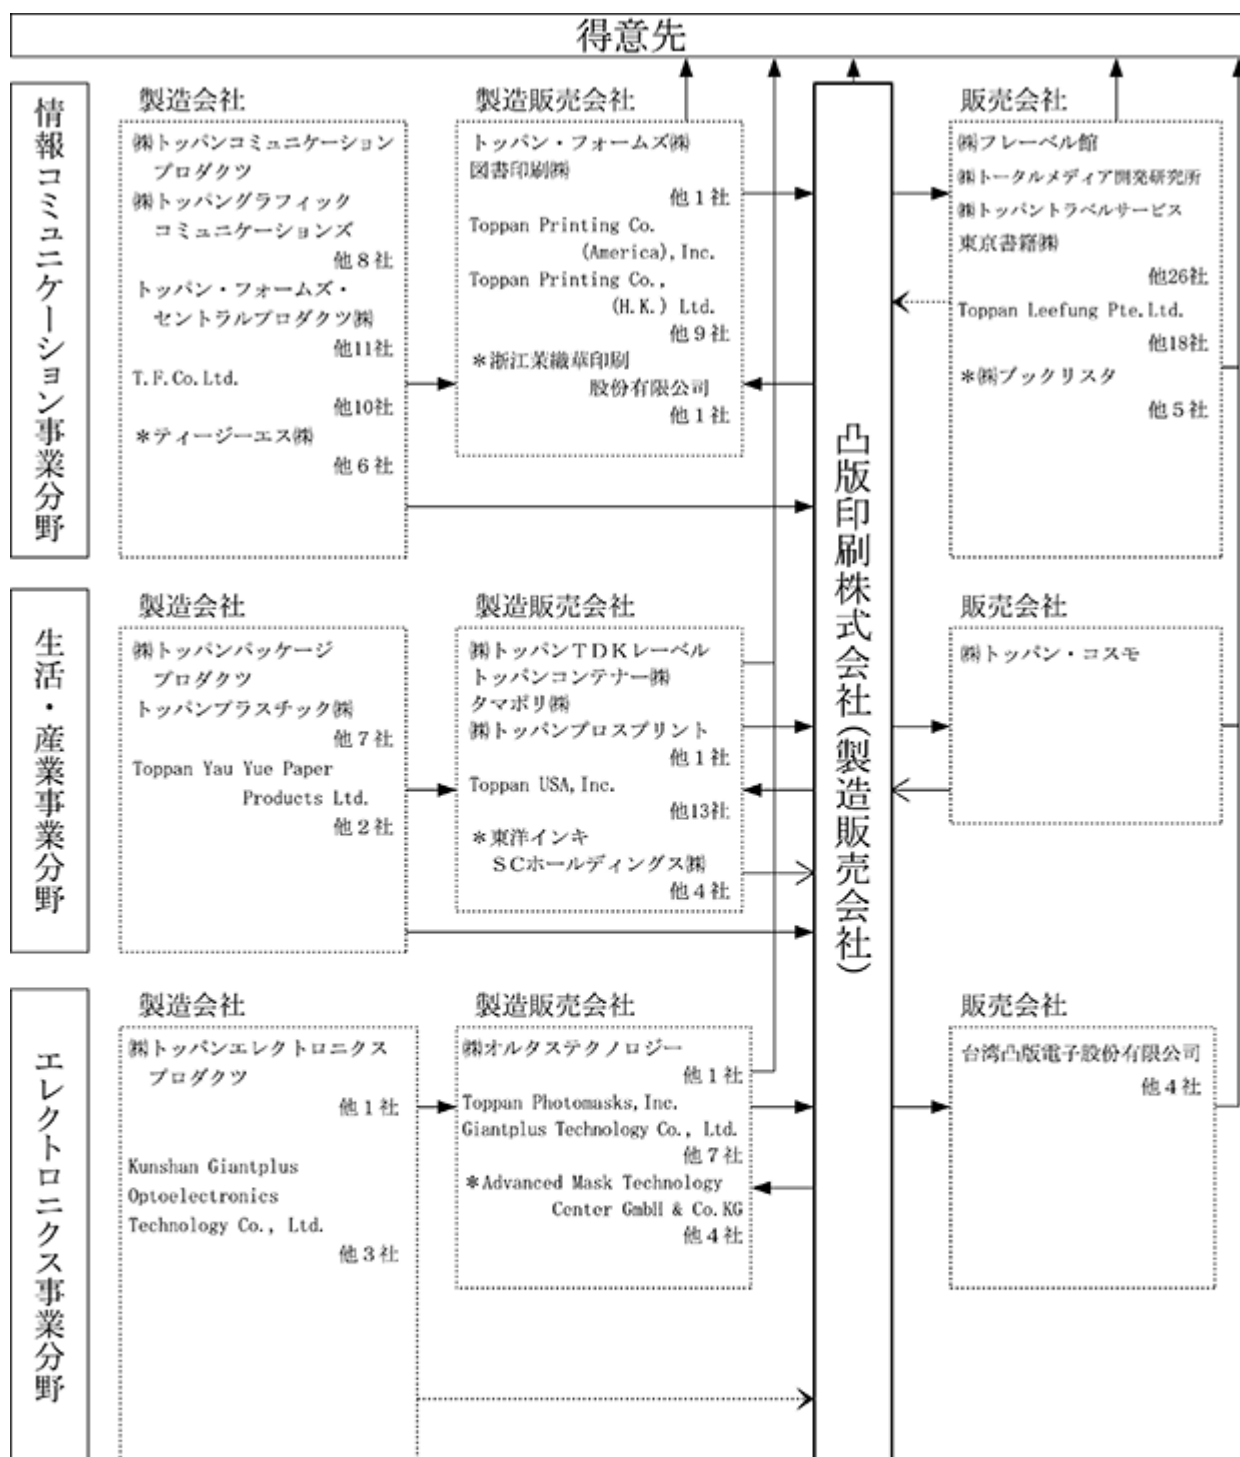 得意先
情報コミュニケーション事業分野
製造会社
㈱トッパンコミュニケーション
プロダクツ
㈱トッパングラフィック
コミュニケーションズ
他８社
トッパン・フォームズ・
セントラルプロダクツ㈱
他11社
T.F.Co.Ltd.
他10社
＊ティージーエス㈱
他６社
製造販売会社
トッパン・フォームズ㈱
図書印刷㈱
他１社
Toppan Printing Co.
(America),Inc.
Toppan Printing Co.,
(H.K.) Ltd.
他９社
＊浙江茉織華印刷
股份有限公司
他１社
凸版印刷株式会社(製造販売会社)
販売会社
㈱フレーベル館
㈱トータルメディア開発研究所
㈱トッパントラベルサービス
東京書籍㈱
他26社
Toppan Leefung Pte.Ltd.
他18社
＊㈱ブックリスタ
他５社
生活・産業事業分野
製造会社
㈱トッパンパッケージ
プロダクツ
トッパンプラスチック㈱
他７社
Toppan Yau Yue Paper
Products Ltd.
他２社
製造販売会社
㈱トッパンＴＤＫレーベル
トッパンコンテナー㈱
タマポリ㈱
㈱トッパンプロスプリント
他１社
Toppan USA,Inc.
他13社
＊東洋インキ
ＳＣホールディングス㈱
他４社
販売会社
㈱トッパン・コスモ
エレクトロニクス事業分野
製造会社
㈱トッパンエレクトロニクス
プロダクツ
他１社
Kunshan Giantplus
Optoelectronics
Technology Co., Ltd.
他３社
製造販売会社
㈱オルタステクノロジー
他１社
Toppan Photomasks,Inc.
Giantplus Technology Co., Ltd.
他７社
＊Advanced Mask Technology
Center GmbH & Co.KG
他４社
販売会社
台湾凸版電子股份有限公司
他４社